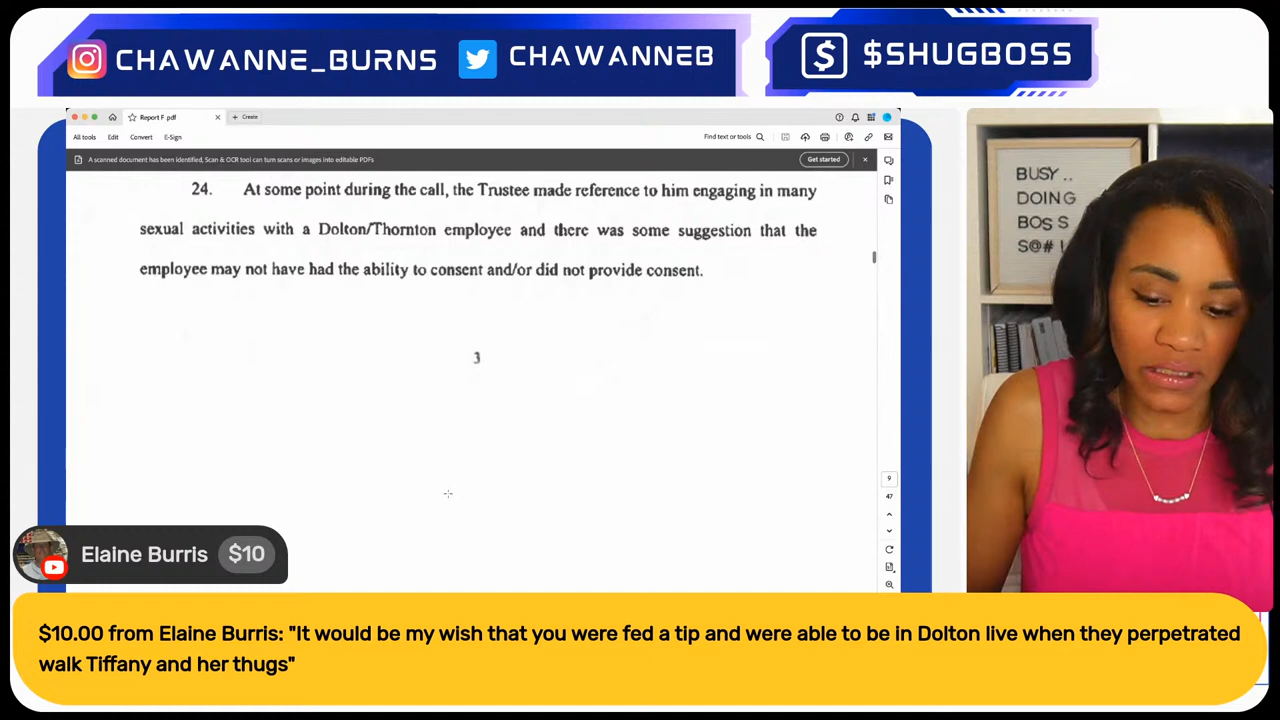 CHAWANNE_BURNS
CHAWANNEB
$SHUGBOSS
Report F.pdf
Create
All tools
Edit
Convert
E-Sign
Find text or tools
A scanned document has been identified, Scan & OCR tool can turn scans or images into editable PDFs
Get started
24. At some point during the call, the Trustee made reference to him engaging in many
sexual activities with a Dolton/Thornton employee and there was some suggestion that the
employee may not have had the ability to consent and/or did not provide consent.
3
9
47
BUSY ..
DOING
BOS S
S@# !
Elaine Burris $10
$10.00 from Elaine Burris: "It would be my wish that you were fed a tip and were able to be in Dolton live when they perpetrated
walk Tiffany and her thugs"